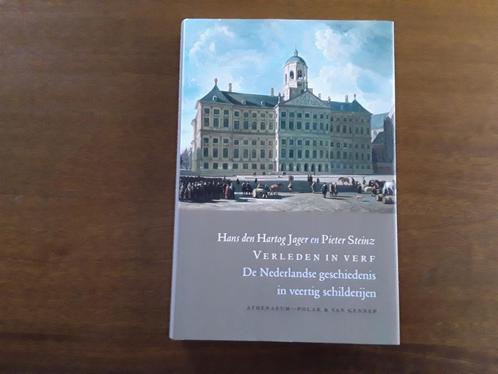 Hans den Hartog Jager en Pieter Steinz
VERLEDEN IN VERF
De Nederlandse geschiedenis
in veertig schilderijen
ATHENAEUM—POLAK & VAN GENNEP